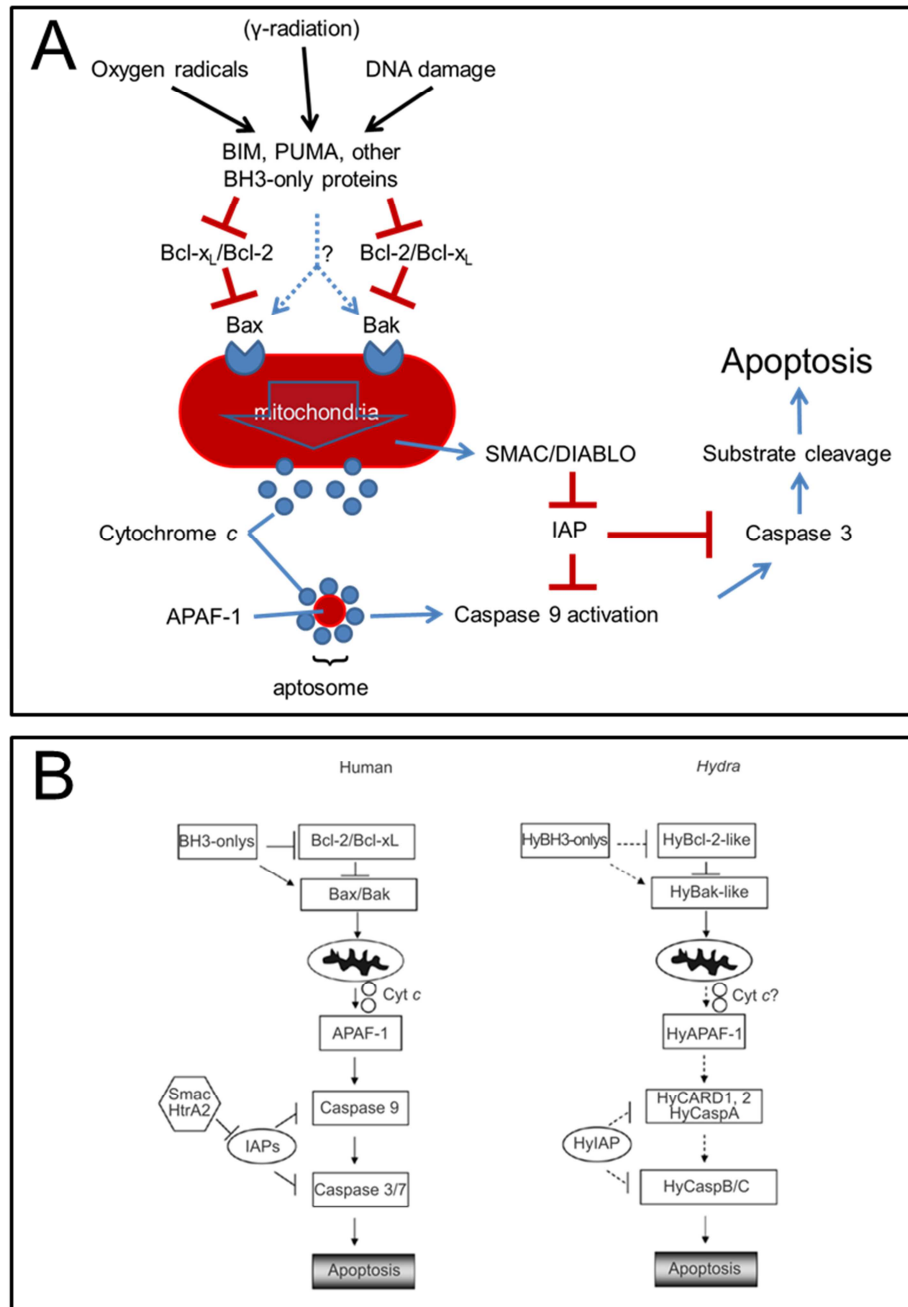 A
(γ-radiation)
Oxygen radicals
DNA damage
BIM, PUMA, other
BH3-only proteins
Bcl-xL/Bcl-2
?
Bcl-2/Bcl-xL
Bax
Bak
mitochondria
Apoptosis
SMAC/DIABLO
Substrate cleavage
Cytochrome c
IAP
Caspase 3
APAF-1
Caspase 9 activation
aptosome
B
Human
BH3-onlys
Bcl-2/Bcl-xL
Bax/Bak
Cyt c
APAF-1
Smac
HtrA2
Caspase 9
IAPs
Caspase 3/7
Apoptosis
Hydra
HyBH3-onlys
HyBcl-2-like
HyBak-like
Cyt c?
HyAPAF-1
HyCARD1, 2
HyCaspA
HyIAP
HyCaspB/C
Apoptosis